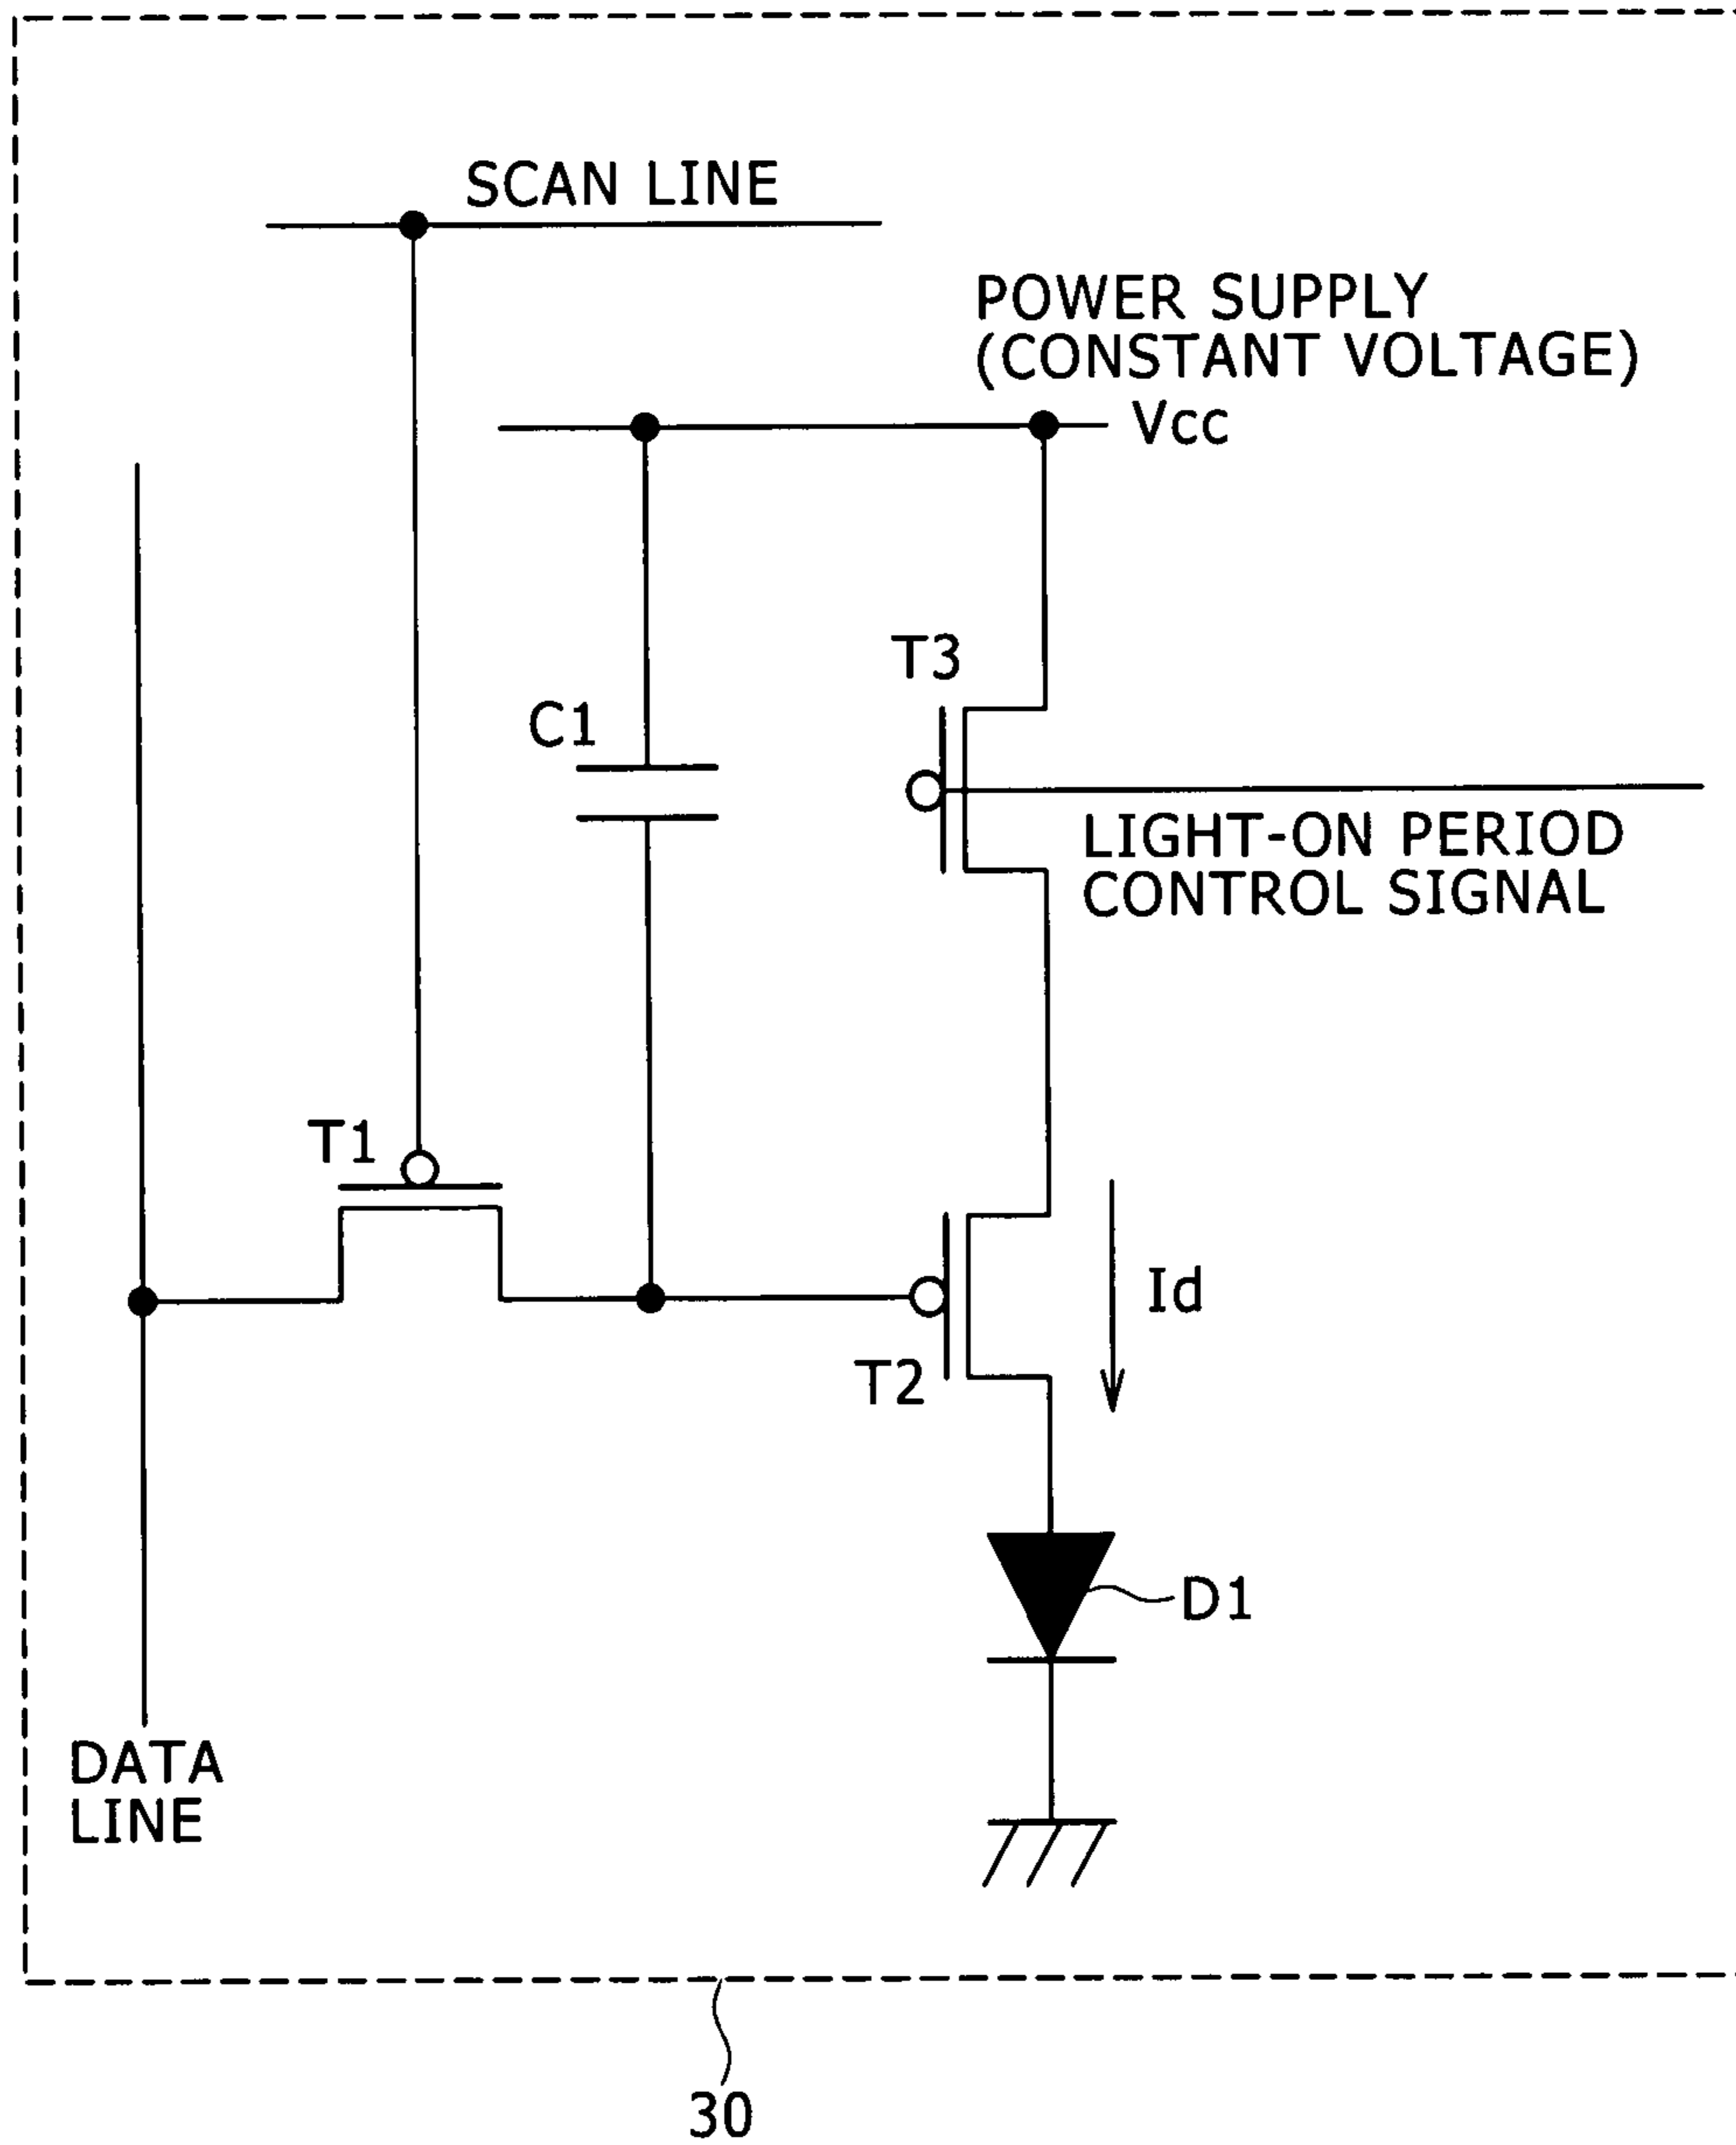 SCAN LINE
POWER SUPPLY
(CONSTANT VOLTAGE)
Vcc
T3
C1
LIGHT-ON PERIOD
CONTROL SIGNAL
T1
Id
T2
D1
DATA
LINE
30